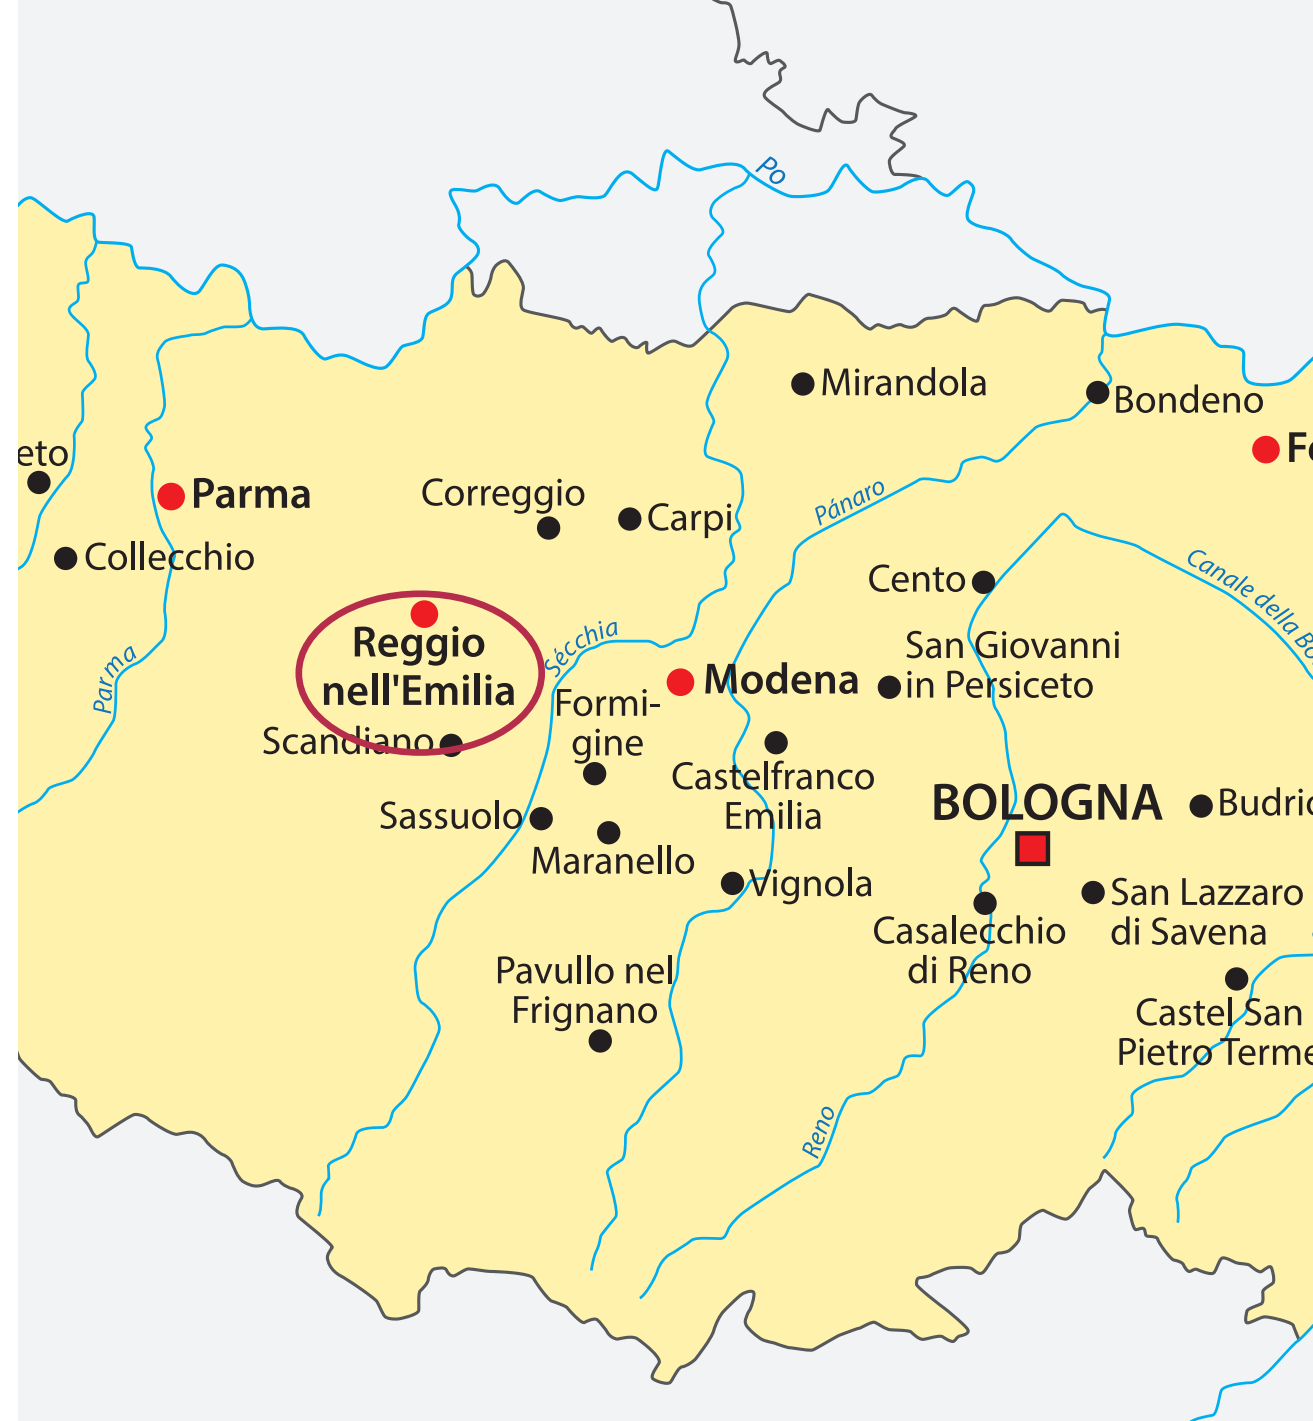 Po
Mirandola
Bondeno
eto
Parma
Correggio
Carpi
Pánaro
Collecchio
Cento
Canale della Bo
Reggio
nell'Emilia
Sécchia
San Giovanni
in Persiceto
Parma
Modena
Formi-
gine
Scandiano
Castelfranco
Emilia
BOLOGNA
Sassuolo
Maranello
Vignola
San Lazzaro
di Savena
Casalecchio
di Reno
Pavullo nel
Frignano
Castel San
Pietro Terme
Reno